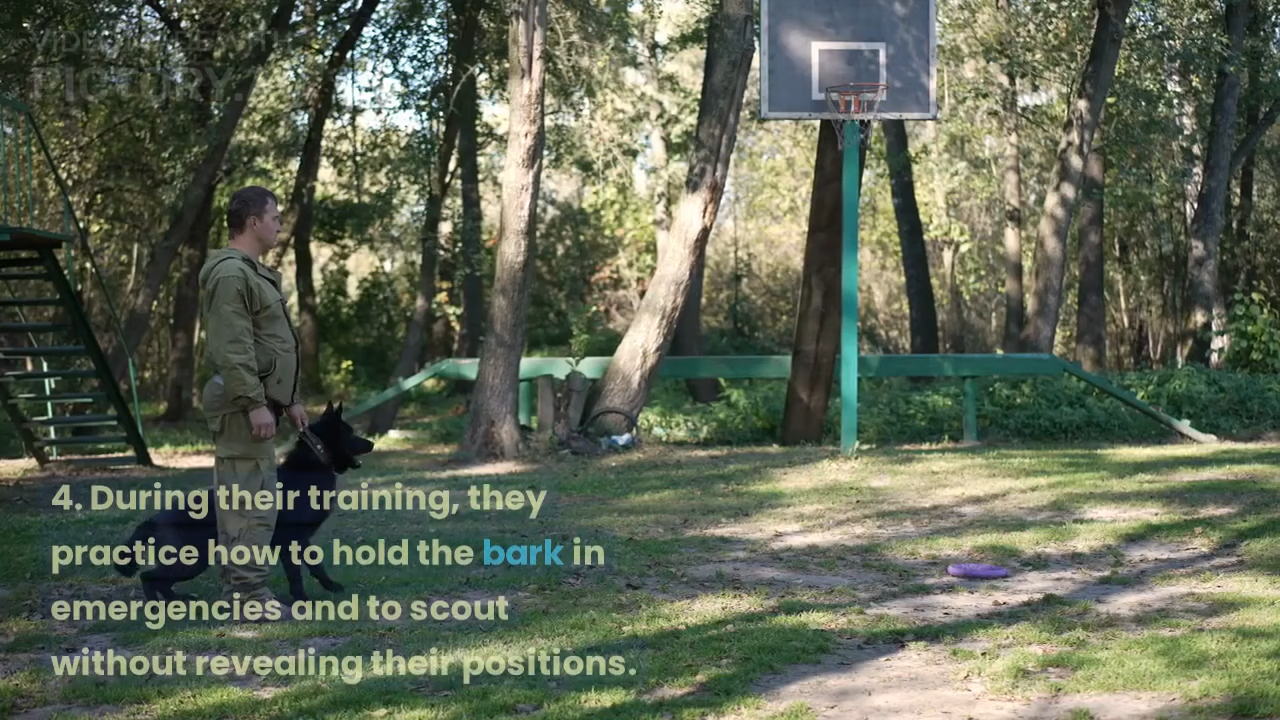 PICTURY
4. During their training, they
practice how to hold the bark in
emergencies and to scout
without revealing their positions.